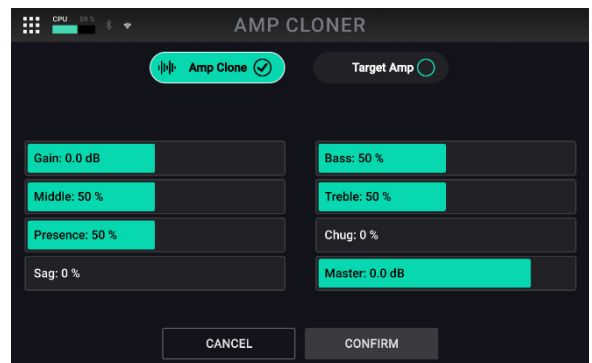 CPU 59 %
AMP CLONER
Amp Clone
Target Amp
Gain: 0.0 dB
Bass: 50 %
Middle: 50 %
Treble: 50 %
Presence: 50 %
Chug: 0 %
Sag: 0 %
Master: 0.0 dB
CANCEL
CONFIRM